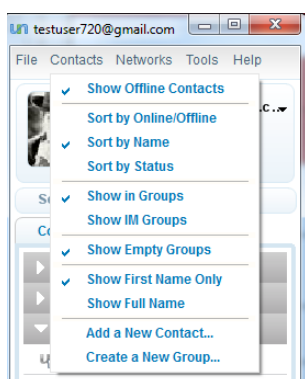 un testuser720@gmail.com
File Contacts Networks Tools Help
Show Offline Contacts
Sort by Online/Offline
Sort by Name
Sort by Status
Show in Groups
Show IM Groups
Show Empty Groups
Show First Name Only
Show Full Name
Add a New Contact...
Create a New Group...